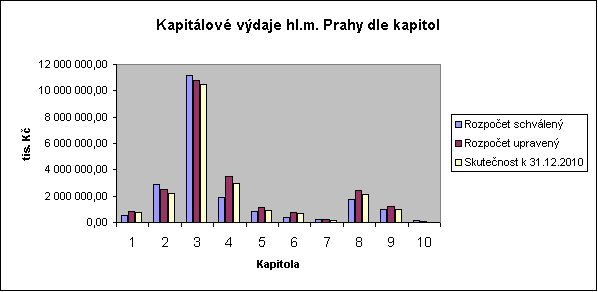 Kapitálové výdaje hl.m. Prahy dle kapitol
12 000 000,00
10 000 000,00
8 000 000,00
6 000 000,00
4 000 000,00
2 000 000,00
0,00
tis. Kč
1 2 3 4 5 6 7 8 9 10
Kapitola
Rozpočet schválený
Rozpočet upravený
Skutečnost k 31.12.2010